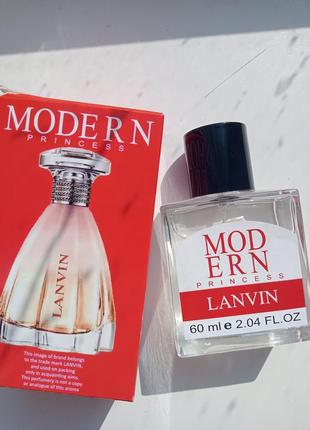 MODERN
PRINCESS
LANVIN
This image of brand belongs
to the trade mark LANVIN,
and used on packing
only in acquainting aims.
This perfumery is not a copy
or analogue of this aroma
MOD
ERN
PRINCESS
LANVIN
60 ml e 2.04 FL.OZ